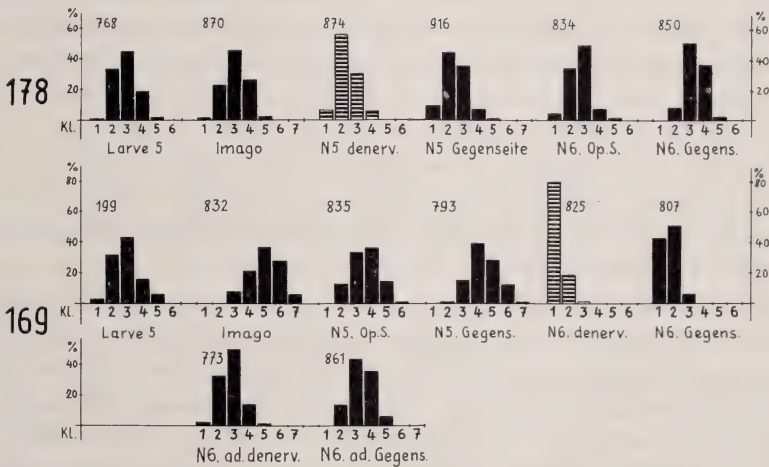 % 768 870 874 916 834 850 %
60 60
40 40
20 20
178
Kl. 1 2 3 4 5 6 1 2 3 4 5 6 7 1 2 3 4 5 6 1 2 3 4 5 6 7 1 2 3 4 5 6 1 2 3 4 5 6
Larve 5 Imago N5 denerv. N5 Gegenseite N6. Op.S. N6. Gegens.
% %
80 80
60 199 832 835 793 825 807 60
40 40
20 20
169
Kl. 1 2 3 4 5 6 1 2 3 4 5 6 7 1 2 3 4 5 6 1 2 3 4 5 6 7 1 2 3 4 5 6 1 2 3 4 5 6
Larve 5 Imago N5, Op.S. N5. Gegens. N6. denerv. N6. Gegens.
% 773 861
40
20
Kl. 1 2 3 4 5 6 7 1 2 3 4 5 6 7
N6. ad. denerv. N6. ad. Gegens.